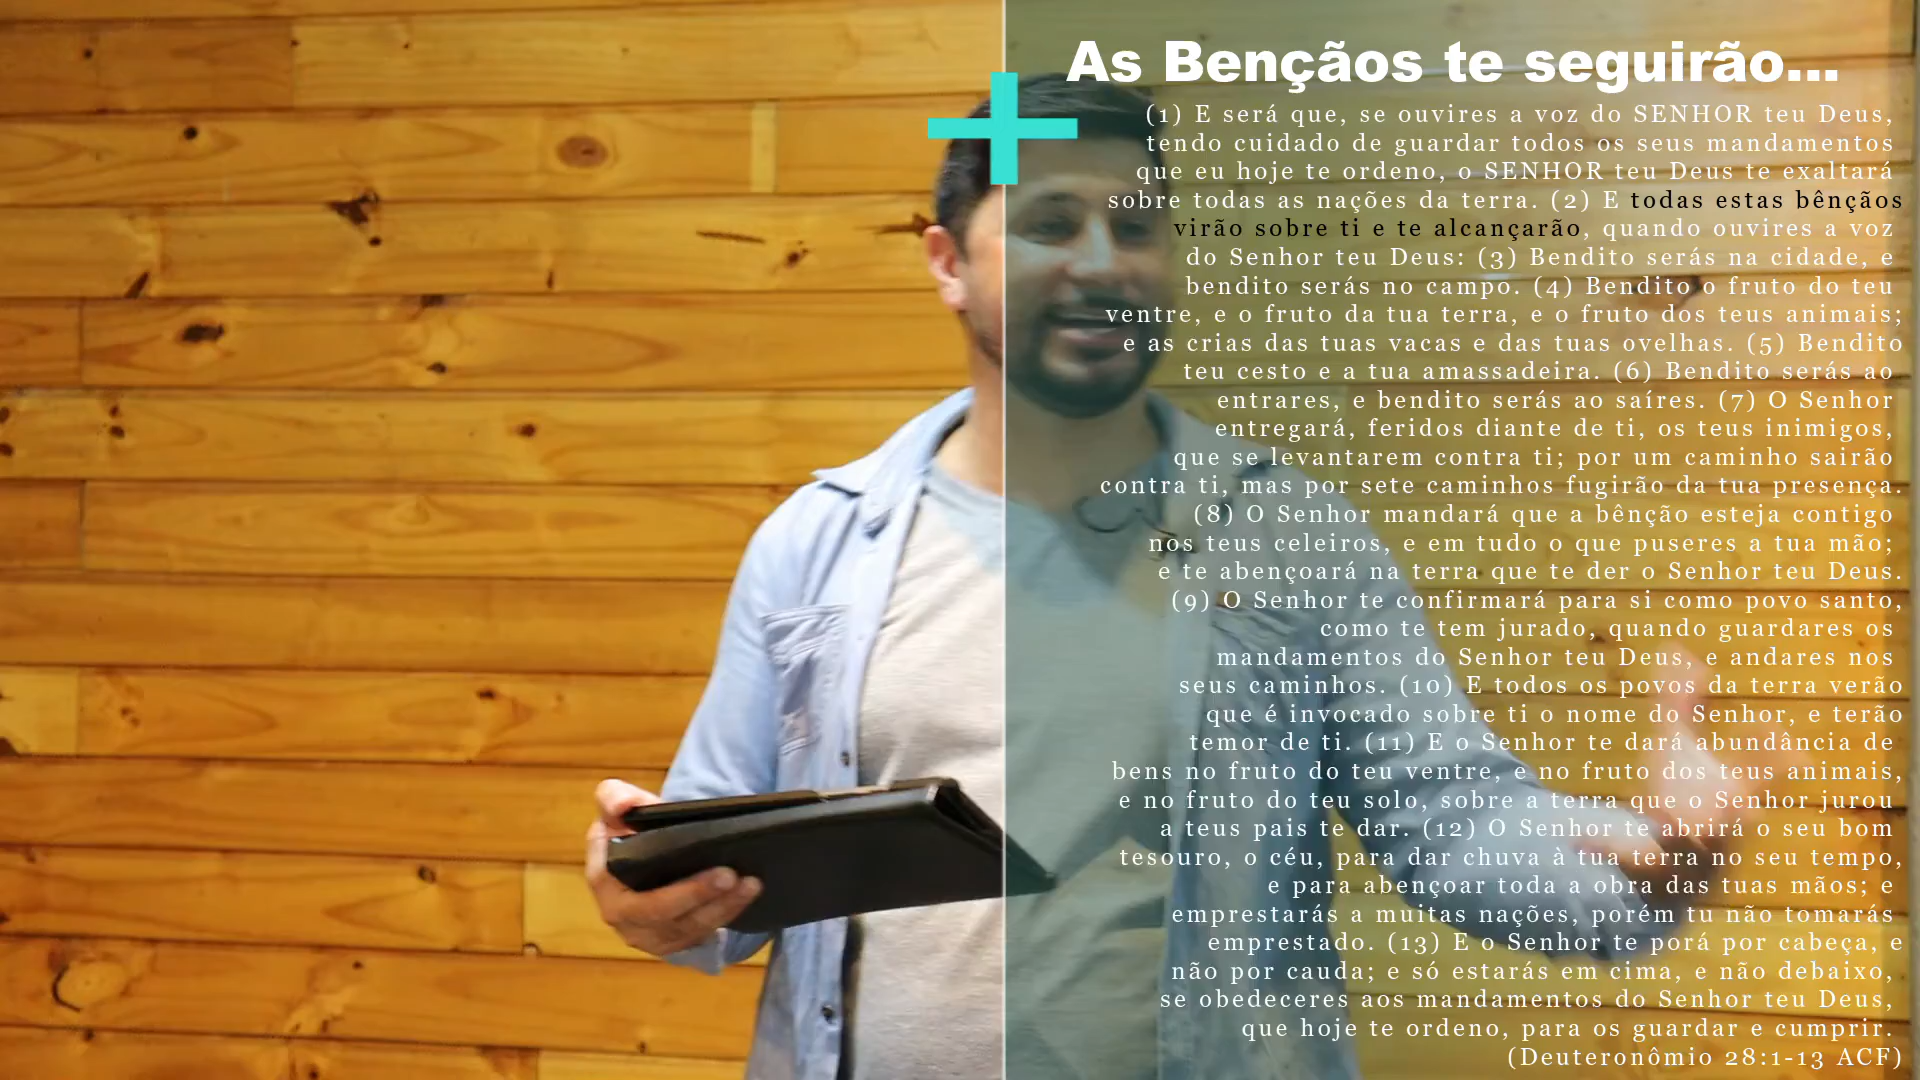 As Bençãos te seguirão...
(1) E será que, se ouvires a voz do SENHOR teu Deus,
tendo cuidado de guardar todos os seus mandamentos
que eu hoje te ordeno, o SENHOR teu Deus te exaltará
sobre todas as nações da terra. (2) E todas estas bênçãos
virão sobre ti e te alcançarão, quando ouvires a voz
do Senhor teu Deus: (3) Bendito serás na cidade, e
bendito serás no campo. (4) Bendito o fruto do teu
ventre, e o fruto da tua terra, e o fruto dos teus animais;
e as crias das tuas vacas e das tuas ovelhas. (5) Bendito
teu cesto e a tua amassadeira. (6) Bendito serás ao
entrares, e bendito serás ao saíres. (7) O Senhor
entregará, feridos diante de ti, os teus inimigos,
que se levantarem contra ti; por um caminho sairão
contra ti, mas por sete caminhos fugirão da tua presença.
(8) O Senhor mandará que a bênção esteja contigo
nos teus celeiros, e em tudo o que puseres a tua mão;
e te abençoará na terra que te der o Senhor teu Deus.
(9) O Senhor te confirmará para si como povo santo,
como te tem jurado, quando guardares os
mandamentos do Senhor teu Deus, e andares nos
seus caminhos. (10) E todos os povos da terra verão
que é invocado sobre ti o nome do Senhor, e terão
temor de ti. (11) E o Senhor te dará abundância de
bens no fruto do teu ventre, e no fruto dos teus animais,
e no fruto do teu solo, sobre a terra que o Senhor jurou
a teus pais te dar. (12) O Senhor te abrirá o seu bom
tesouro, o céu, para dar chuva à tua terra no seu tempo,
e para abençoar toda a obra das tuas mãos; e
emprestarás a muitas nações, porém tu não tomarás
emprestado. (13) E o Senhor te porá por cabeça, e
não por cauda; e só estarás em cima, e não debaixo,
se obedeceres aos mandamentos do Senhor teu Deus,
que hoje te ordeno, para os guardar e cumprir.
(Deuteronômio 28:1-13 ACF)